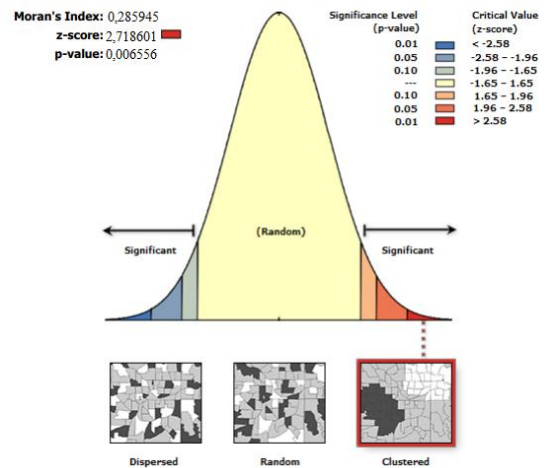 Moran's Index: 0,285945
z-score: 2,718601
p-value: 0,006556
Significance Level
(p-value)
Critical Value
(z-score)
0.01 < -2.58
0.05 -2.58 – -1.96
0.10 -1.96 – -1.65
--- -1.65 – 1.65
0.10 1.65 – 1.96
0.05 1.96 – 2.58
0.01 > 2.58
(Random)
Significant
Significant
Dispersed
Random
Clustered